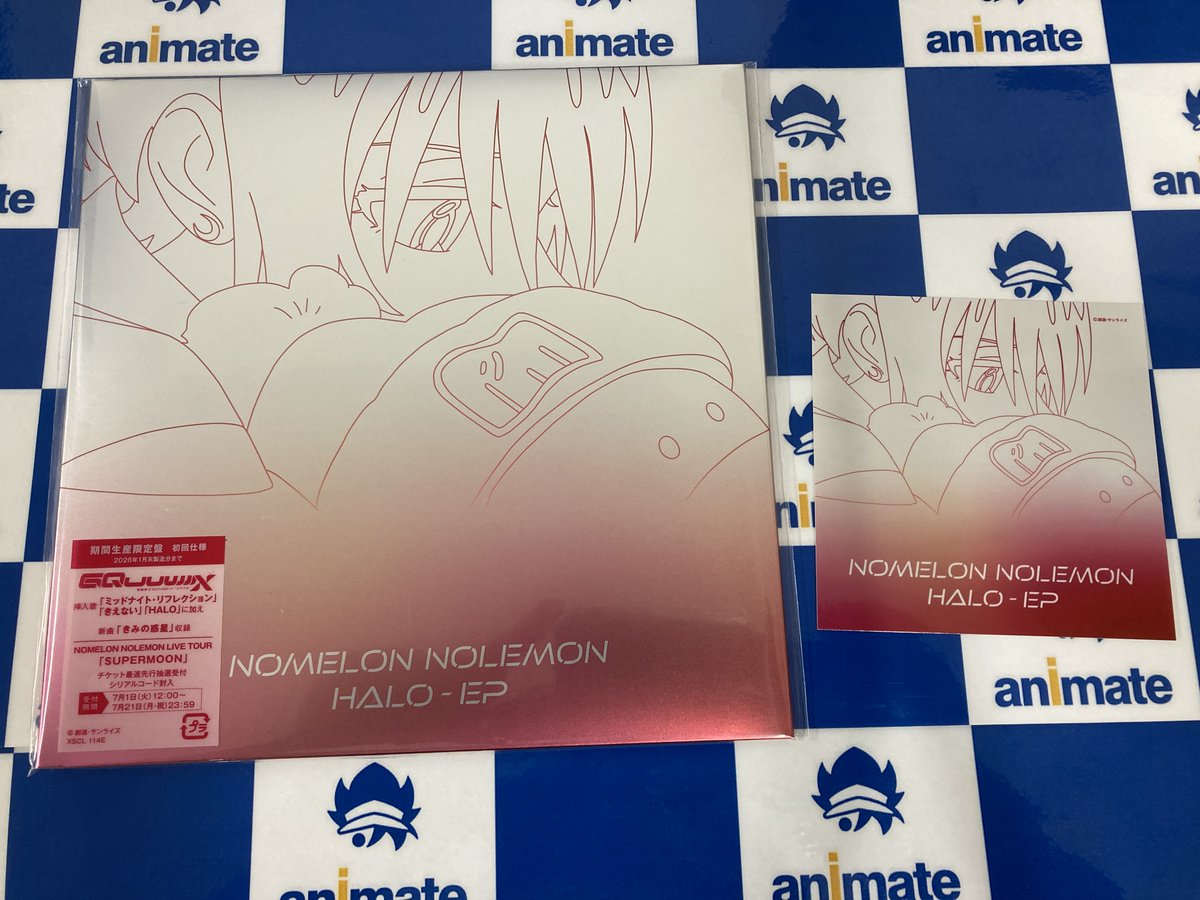 animate
animate
animate
animate
animate
te
© 創通・サンライズ
期間生産限定盤 初回仕様
2026年1月末製造分まで
GQuuuuuuX
挿入歌「ミッドナイト・リフレクション」
「きえない」「HALO」に加え
新曲「きみの惑星」収録
NOMELON NOLEMON LIVE TOUR
「SUPERMOON」
チケット最速先行抽選受付
シリアルコード封入
受付期間
7月1日(火)12:00〜
7月21日(月・祝)23:59
プラ
© 創通・サンライズ
XSCL 114E
NOMELON NOLEMON
HALO - EP
NOMELON NOLEMON
HALO - EP
animate
animate
animate